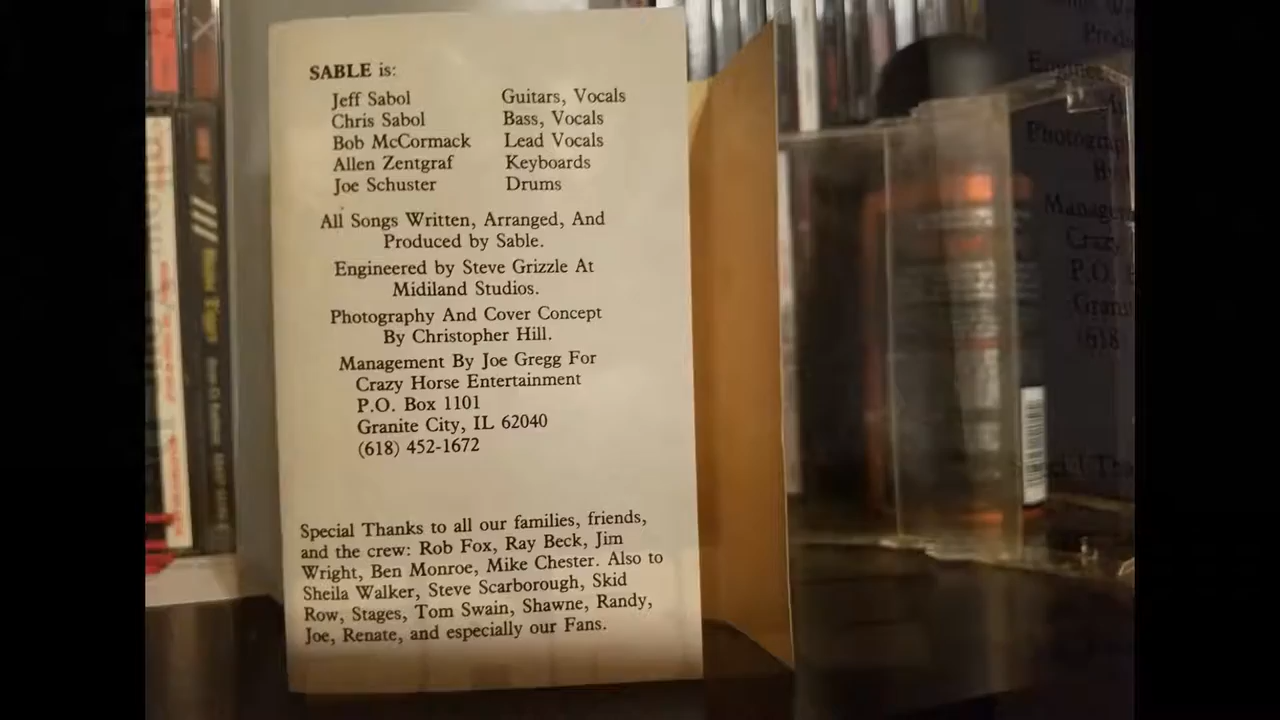 SABLE is:
Jeff Sabol Guitars, Vocals
Chris Sabol Bass, Vocals
Bob McCormack Lead Vocals
Allen Zentgraf Keyboards
Joe Schuster Drums
All Songs Written, Arranged, And
Produced by Sable.
Engineered by Steve Grizzle At
Midiland Studios.
Photography And Cover Concept
By Christopher Hill.
Management By Joe Gregg For
Crazy Horse Entertainment
P.O. Box 1101
Granite City, IL 62040
(618) 452-1672
Special Thanks to all our families, friends,
and the crew: Rob Fox, Ray Beck, Jim
Wright, Ben Monroe, Mike Chester. Also to
Sheila Walker, Steve Scarborough, Skid
Row, Stages, Tom Swain, Shawne, Randy,
Joe, Renate, and especially our Fans.
By
Crazy
P.O.
(618